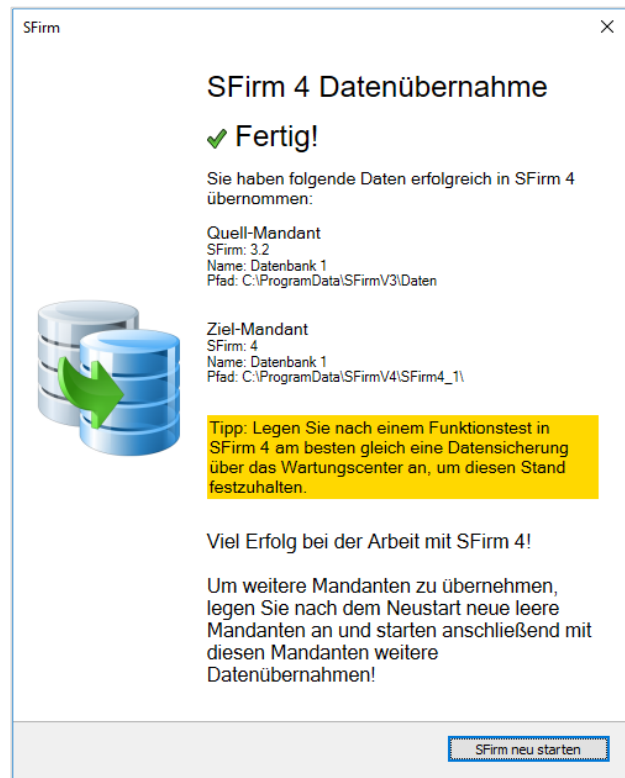 SFirm
SFirm 4 Datenübernahme
Fertig!
Sie haben folgende Daten erfolgreich in SFirm 4
übernommen:
Quell-Mandant
SFirm: 3.2
Name: Datenbank 1
Pfad: C:\ProgramData\SFirmV3\Daten
Ziel-Mandant
SFirm: 4
Name: Datenbank 1
Pfad: C:\ProgramData\SFirmV4\SFirm4_1\
Tipp: Legen Sie nach einem Funktionstest in
SFirm 4 am besten gleich eine Datensicherung
über das Wartungscenter an, um diesen Stand
festzuhalten.
Viel Erfolg bei der Arbeit mit SFirm 4!
Um weitere Mandanten zu übernehmen,
legen Sie nach dem Neustart neue leere
Mandanten an und starten anschließend mit
diesen Mandanten weitere
Datenübernahmen!
SFirm neu starten